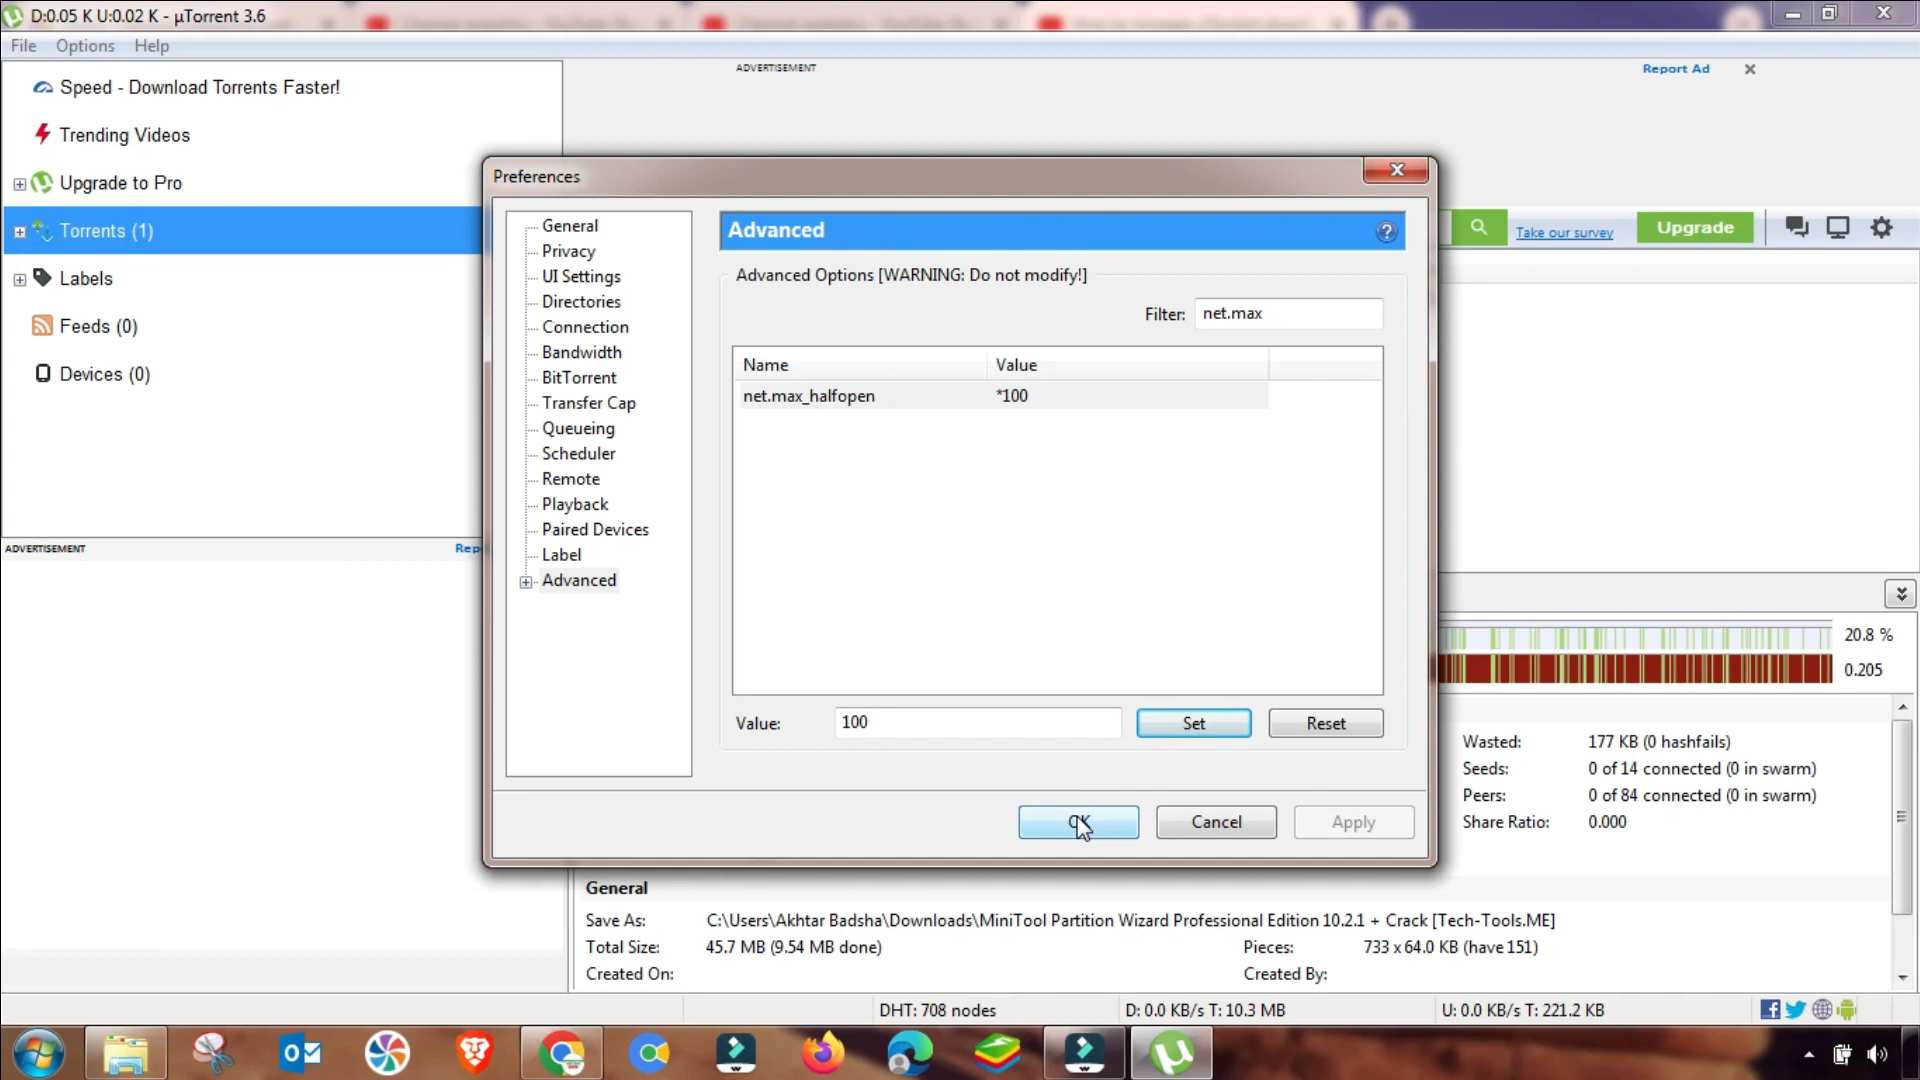 D:0.05 K U:0.02 K - µTorrent 3.6
File Options Help
Speed - Download Torrents Faster!
Trending Videos
Upgrade to Pro
Torrents (1)
Labels
Feeds (0)
Devices (0)
ADVERTISEMENT
ADVERTISEMENT Report Ad
Take our survey Upgrade
Preferences
General
Privacy
UI Settings
Directories
Connection
Bandwidth
BitTorrent
Transfer Cap
Queueing
Scheduler
Remote
Playback
Paired Devices
Label
Advanced
Advanced
Advanced Options [WARNING: Do not modify!]
Filter: net.max
Name Value
net.max_halfopen *100
Value: 100 Set Reset
OK Cancel Apply
20.8 %
0.205
Wasted: 177 KB (0 hashfails)
Seeds: 0 of 14 connected (0 in swarm)
Peers: 0 of 84 connected (0 in swarm)
Share Ratio: 0.000
General
Save As: C:\Users\Akhtar Badsha\Downloads\MiniTool Partition Wizard Professional Edition 10.2.1 + Crack [Tech-Tools.ME]
Total Size: 45.7 MB (9.54 MB done) Pieces: 733 x 64.0 KB (have 151)
Created On: Created By:
DHT: 708 nodes D: 0.0 KB/s T: 10.3 MB U: 0.0 KB/s T: 221.2 KB